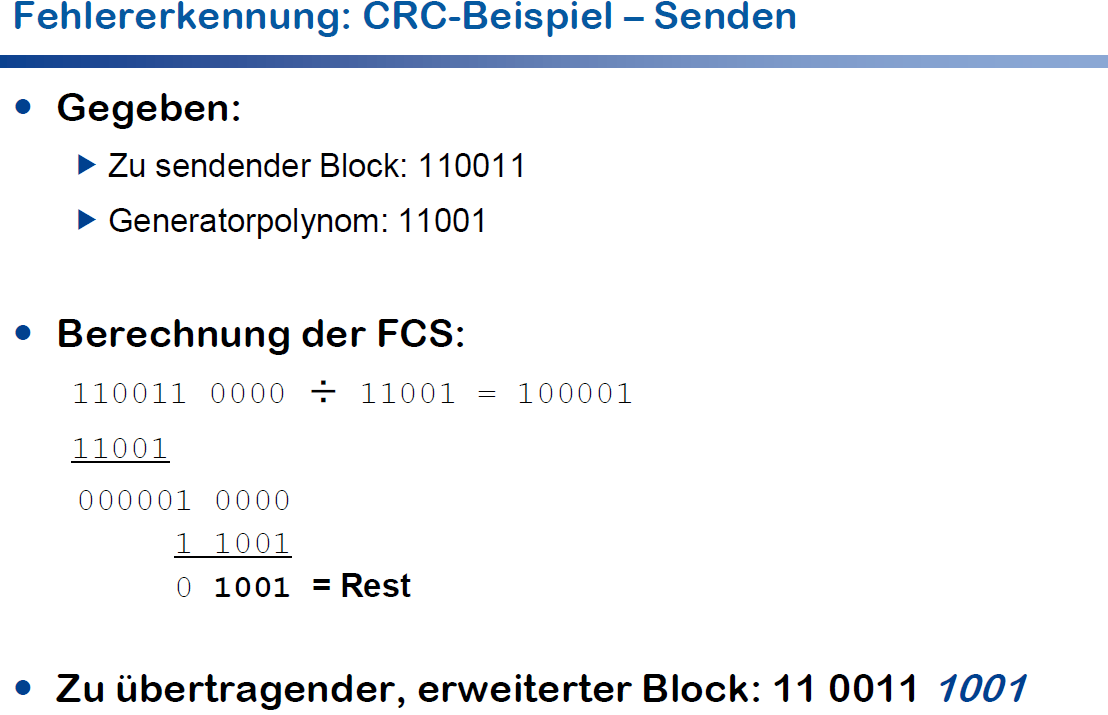 Fehlererkennung: CRC-Beispiel – Senden
• Gegeben:
▶ Zu sendender Block: 110011
▶ Generatorpolynom: 11001
• Berechnung der FCS:
110011 0000 ÷ 11001 = 100001
11001
000001 0000
1 1001
0 1001 = Rest
• Zu übertragender, erweiterter Block: 11 0011 1001